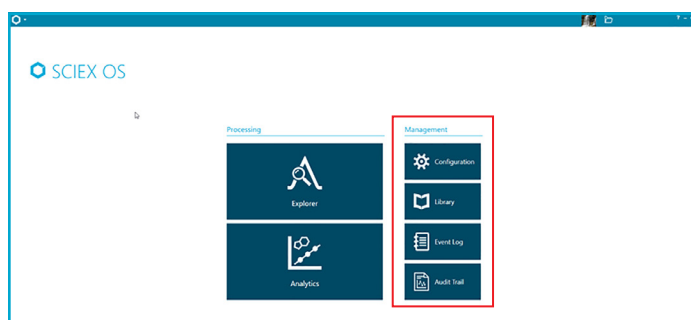 SCIEX OS
Processing
Management
Explorer
Analytics
Configuration
Library
Event Log
Audit Trail